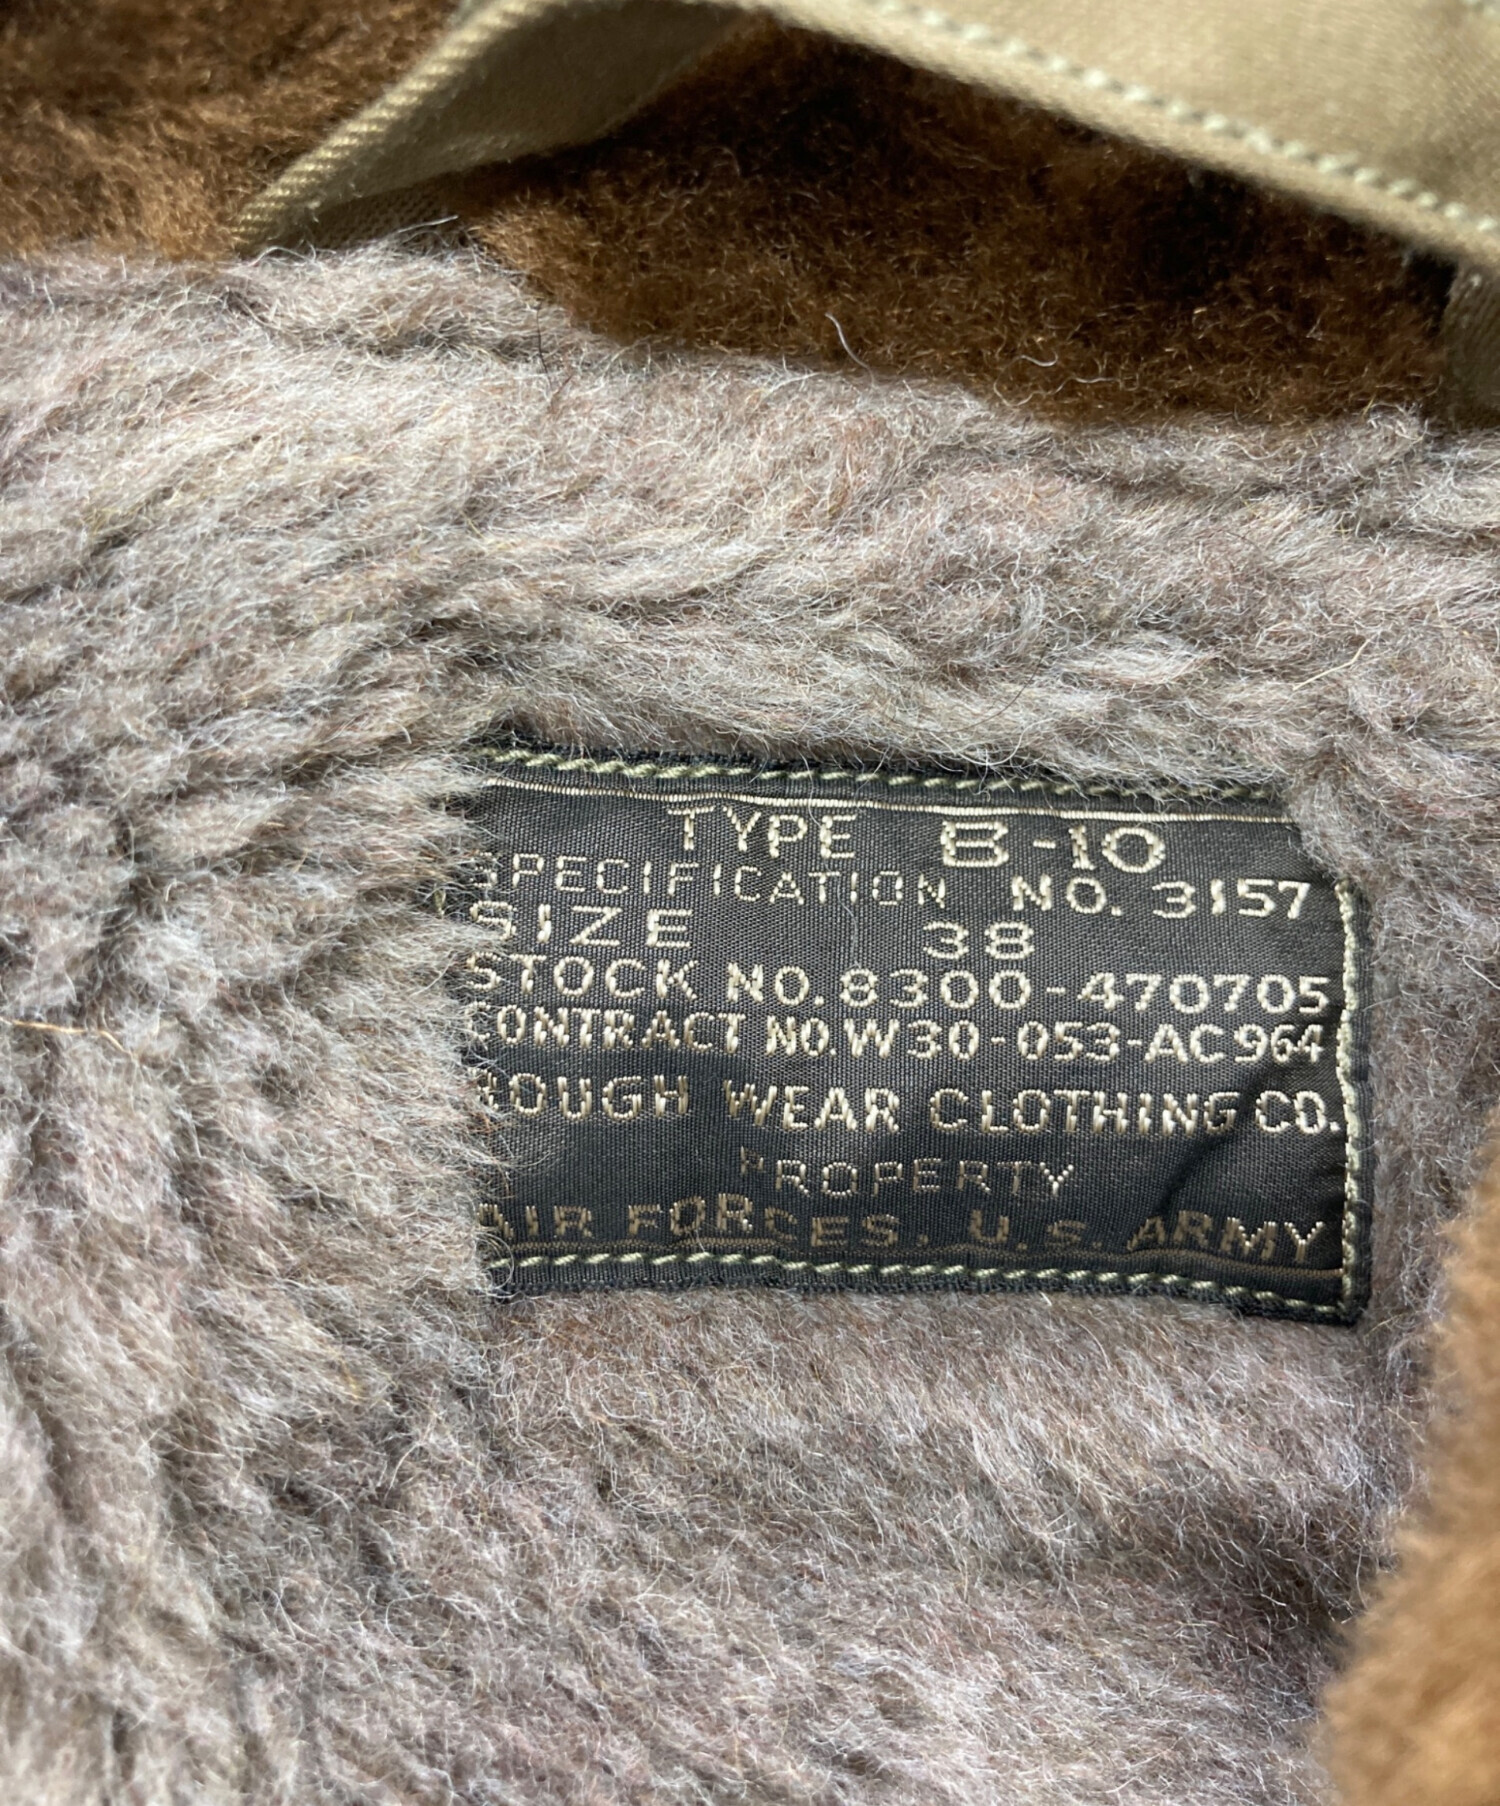 TYPE B-10
SPECIFICATION NO. 3157
SIZE 38
STOCK NO. 8300-470705
CONTRACT NO. W30-053-AC964
ROUGH WEAR CLOTHING CO.
PROPERTY
AIR FORCES, U.S. ARMY